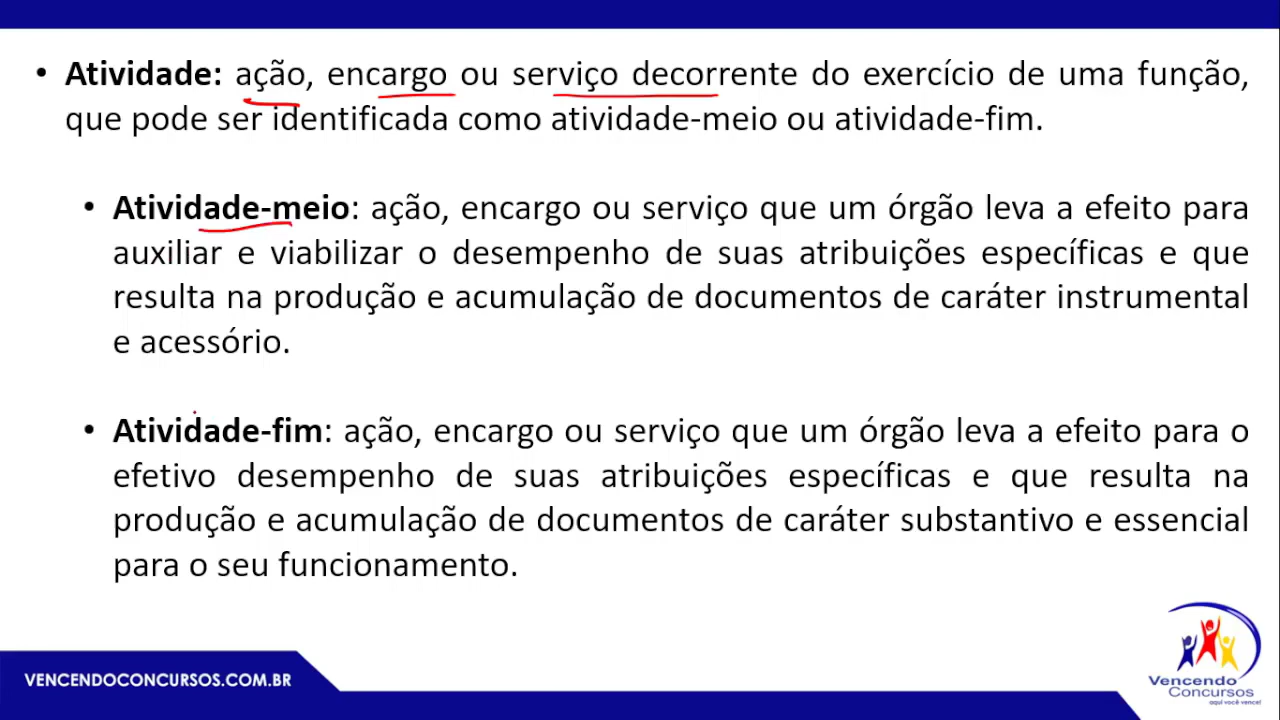 • Atividade: ação, encargo ou serviço decorrente do exercício de uma função,
que pode ser identificada como atividade-meio ou atividade-fim.
• Atividade-meio: ação, encargo ou serviço que um órgão leva a efeito para
auxiliar e viabilizar o desempenho de suas atribuições específicas e que
resulta na produção e acumulação de documentos de caráter instrumental
e acessório.
• Atividade-fim: ação, encargo ou serviço que um órgão leva a efeito para o
efetivo desempenho de suas atribuições específicas e que resulta na
produção e acumulação de documentos de caráter substantivo e essencial
para o seu funcionamento.
VENCENDOCONCURSOS.COM.BR
Vencendo
Concursos
aqui você vence!